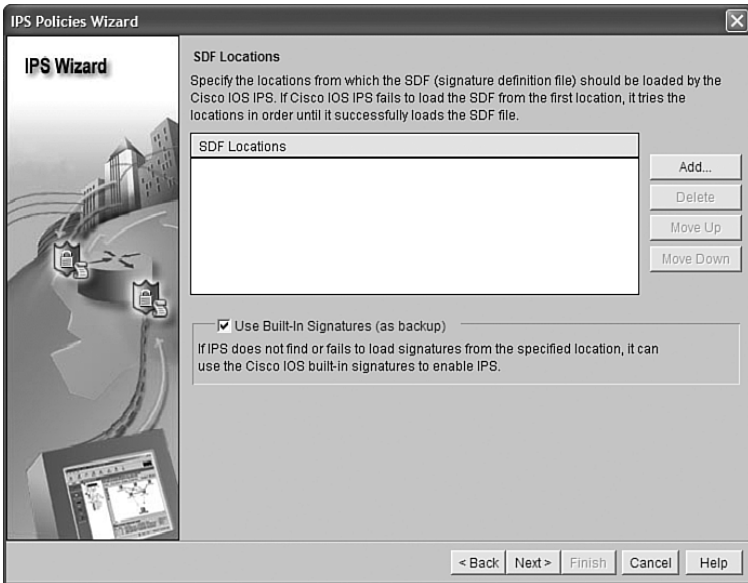 IPS Policies Wizard
IPS Wizard
SDF Locations
Specify the locations from which the SDF (signature definition file) should be loaded by the
Cisco IOS IPS. If Cisco IOS IPS fails to load the SDF from the first location, it tries the
locations in order until it successfully loads the SDF file.
SDF Locations
Add...
Delete
Move Up
Move Down
Use Built-In Signatures (as backup)
If IPS does not find or fails to load signatures from the specified location, it can
use the Cisco IOS built-in signatures to enable IPS.
< Back
Next >
Finish
Cancel
Help